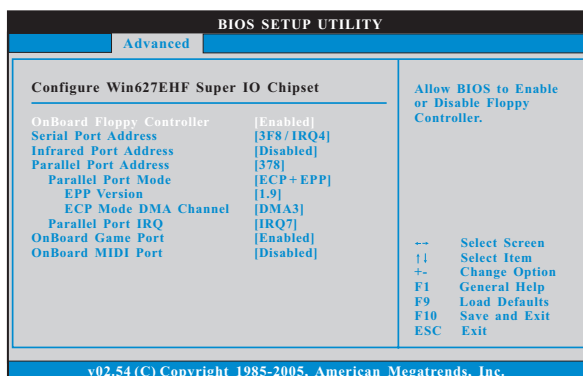 BIOS SETUP UTILITY
Advanced
Configure Win627EHF Super IO Chipset
OnBoard Floppy Controller [Enabled]
Serial Port Address [3F8 / IRQ4]
Infrared Port Address [Disabled]
Parallel Port Address [378]
Parallel Port Mode [ECP + EPP]
EPP Version [1.9]
ECP Mode DMA Channel [DMA3]
Parallel Port IRQ [IRQ7]
OnBoard Game Port [Enabled]
OnBoard MIDI Port [Disabled]
Allow BIOS to Enable
or Disable Floppy
Controller.
←→ Select Screen
↑↓ Select Item
+- Change Option
F1 General Help
F9 Load Defaults
F10 Save and Exit
ESC Exit
v02.54 (C) Copyright 1985-2005, American Megatrends, Inc.